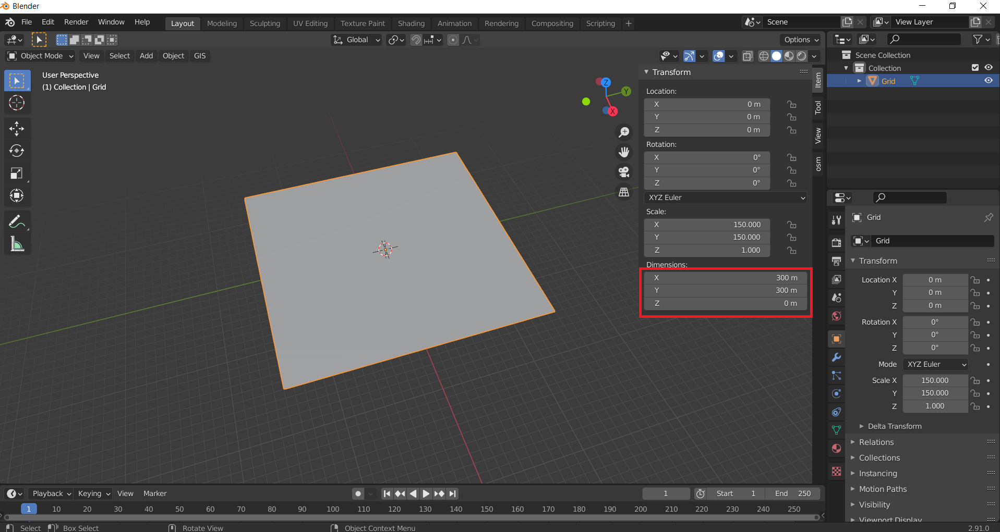 Blender
File Edit Render Window Help Layout Modeling Sculpting UV Editing Texture Paint Shading Animation Rendering Compositing Scripting + Scene View Layer
Global Options
Object Mode View Select Add Object GIS
User Perspective
(1) Collection | Grid
Z
Y
X
Transform
Location:
X 0 m
Y 0 m
Z 0 m
Rotation:
X 0°
Y 0°
Z 0°
XYZ Euler
Scale:
X 150.000
Y 150.000
Z 1.000
Dimensions:
X 300 m
Y 300 m
Z 0 m
Item
Tool
View
osm
Scene Collection
Collection
Grid
Grid
Grid
Transform
Location X 0 m
Y 0 m
Z 0 m
Rotation X 0°
Y 0°
Z 0°
Mode XYZ Euler
Scale X 150.000
Y 150.000
Z 1.000
Delta Transform
Relations
Collections
Instancing
Motion Paths
Visibility
Viewport Display
Playback Keying View Marker 1 Start 1 End 250
1 10 20 30 40 50 60 70 80 90 100 110 120 130 140 150 160 170 180 190 200 210 220 230 240 250
Select Box Select Rotate View Object Context Menu 2.91.0